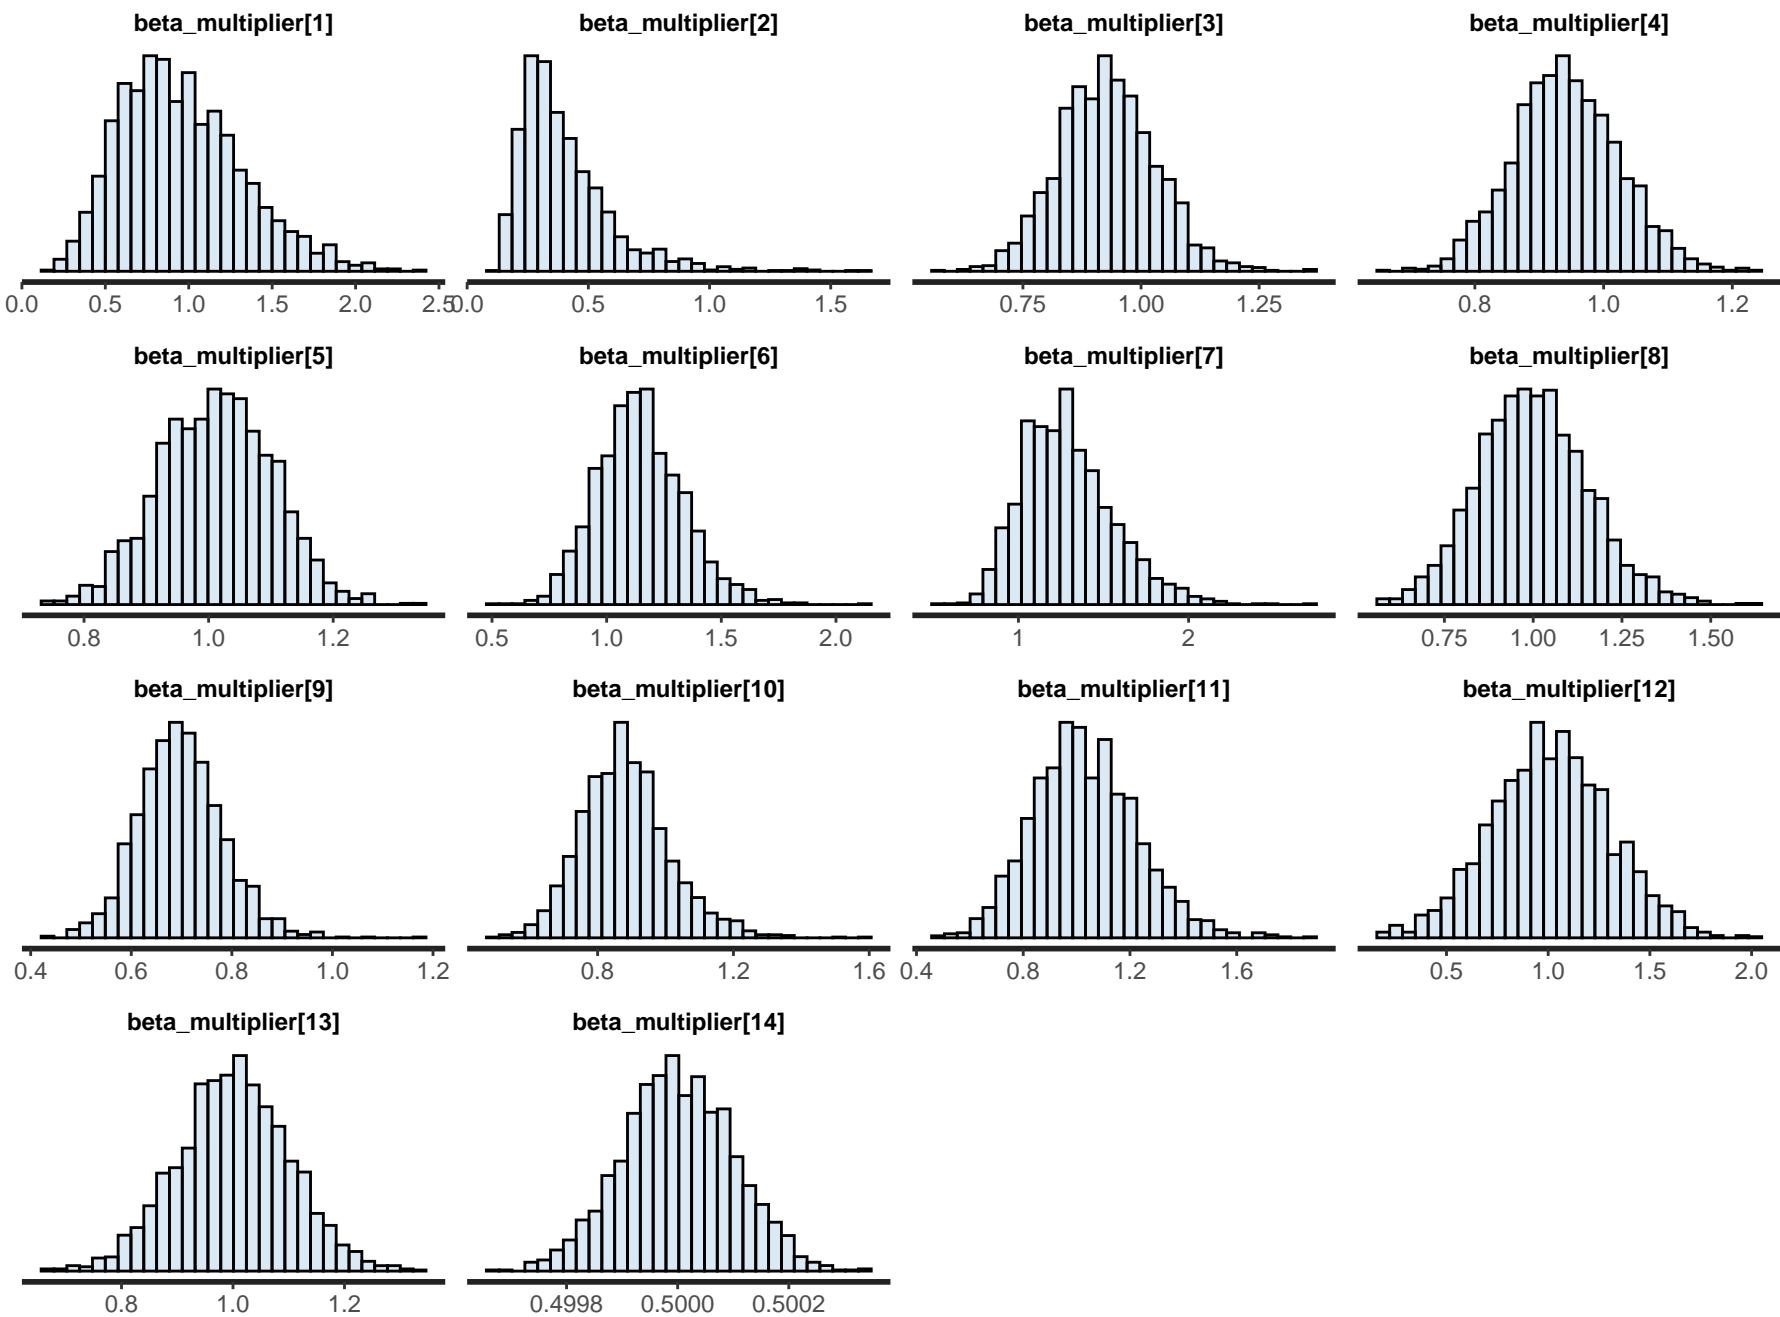 beta_multiplier[1] beta_multiplier[2] beta_multiplier[3] beta_multiplier[4]
0.0 0.5 1.0 1.5 2.0 2.5 0.0 0.5 1.0 1.5 0.75 1.00 1.25 0.8 1.0 1.2
beta_multiplier[5] beta_multiplier[6] beta_multiplier[7] beta_multiplier[8]
0.8 1.0 1.2 0.5 1.0 1.5 2.0 1 2 0.75 1.00 1.25 1.50
beta_multiplier[9] beta_multiplier[10] beta_multiplier[11] beta_multiplier[12]
0.4 0.6 0.8 1.0 1.2 0.8 1.2 1.6 0.4 0.8 1.2 1.6 0.5 1.0 1.5 2.0
beta_multiplier[13] beta_multiplier[14]
0.8 1.0 1.2 0.4998 0.5000 0.5002